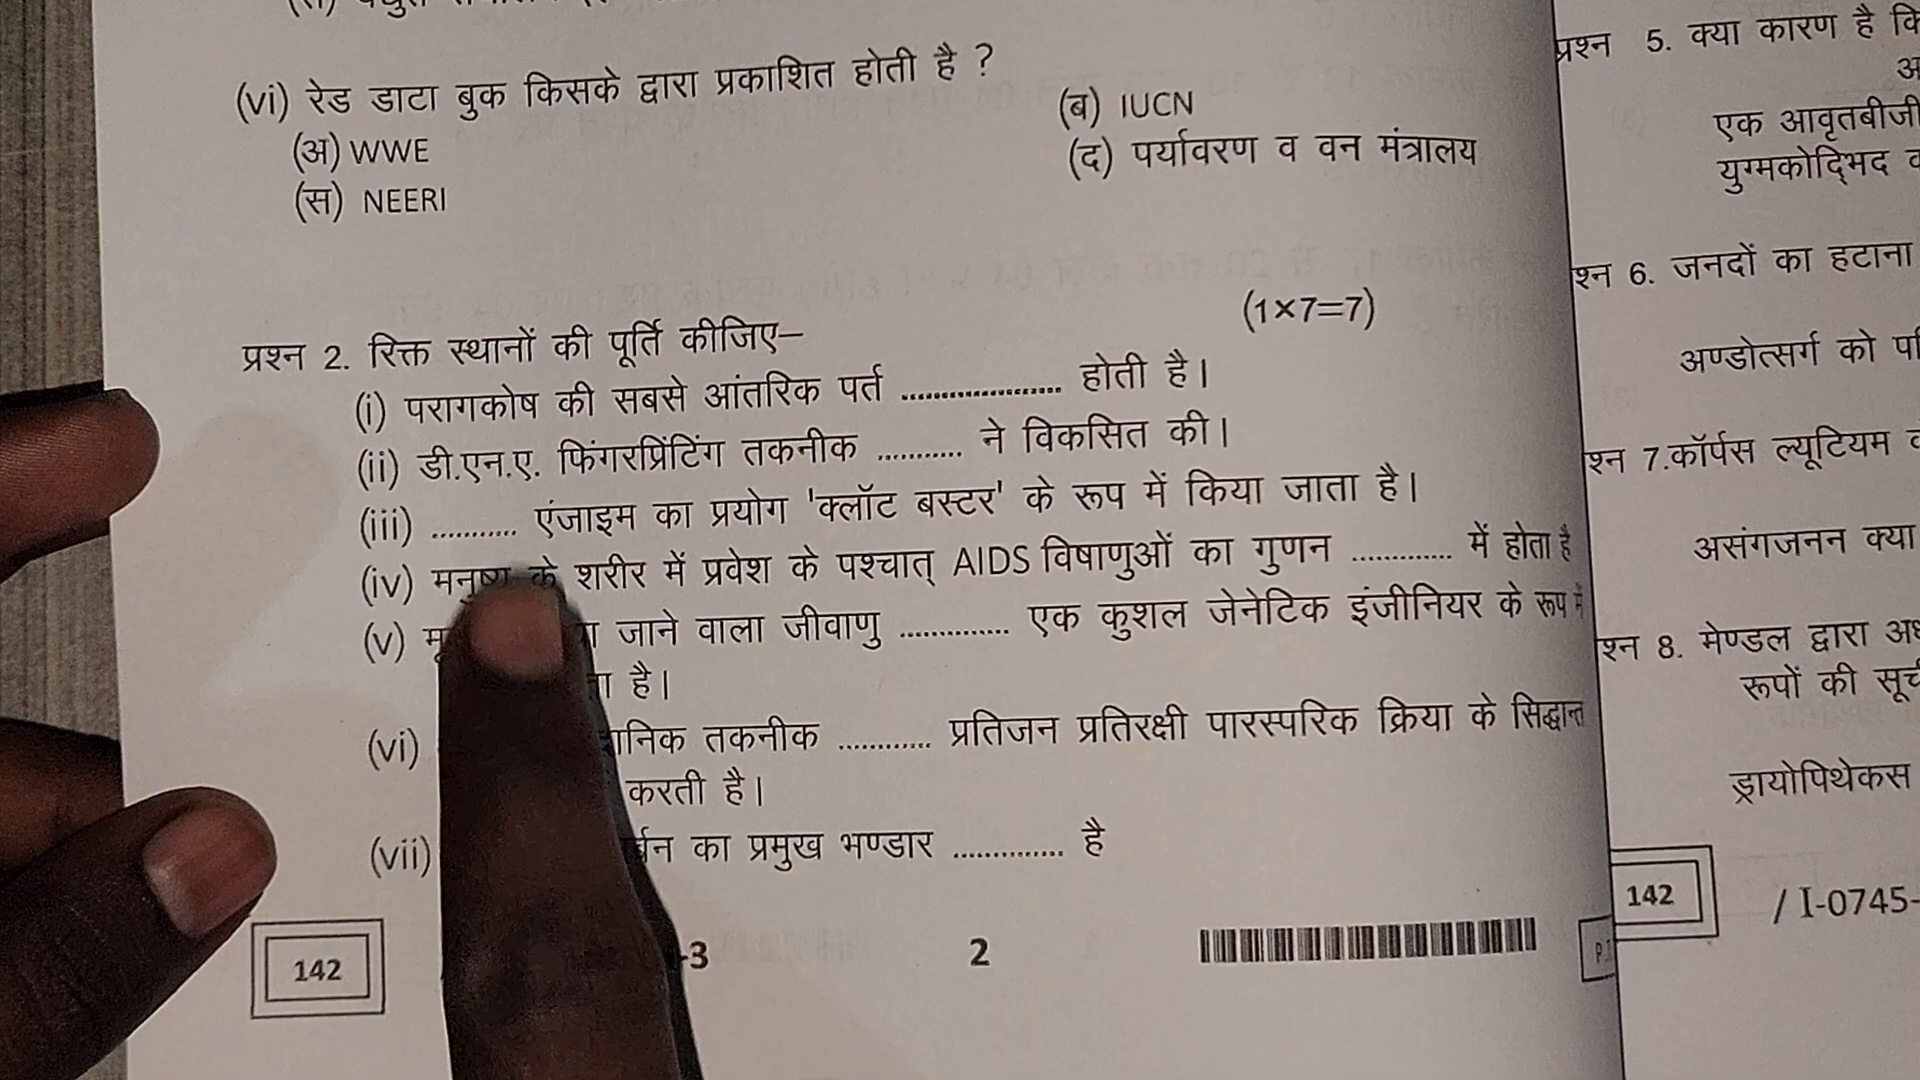 (vi) रेड डाटा बुक किसके द्वारा प्रकाशित होती है ?
(अ) WWE
(ब) IUCN
(स) NEERI
(द) पर्यावरण व वन मंत्रालय
(1×7=7)
प्रश्न 2. रिक्त स्थानों की पूर्ति कीजिए–
(i) परागकोष की सबसे आंतरिक पर्त .................... होती है।
(ii) डी.एन.ए. फिंगरप्रिंटिंग तकनीक ........... ने विकसित की।
(iii) ........... एंजाइम का प्रयोग 'क्लॉट बस्टर' के रूप में किया जाता है।
(iv) मनुष्य के शरीर में प्रवेश के पश्चात् AIDS विषाणुओं का गुणन ............. में होता है
(v) जाने वाला जीवाणु .............. एक कुशल जेनेटिक इंजीनियर के रूप में
है।
(vi) तकनीक ............ प्रतिजन प्रतिरक्षी पारस्परिक क्रिया के सिद्धान्त
करती है।
(vii) का प्रमुख भण्डार .............. है
142
-3
2
प्रश्न 5. क्या कारण है कि
एक आवृतबीजी
युग्मकोद्भिद
प्रश्न 6. जनदों का हटाना
अण्डोत्सर्ग को
प्रश्न 7.कॉर्पस ल्यूटियम
असंगजनन क्या
प्रश्न 8. मेण्डल द्वारा
रूपों की
ड्रायोपिथेकस
142
/ I-0745-